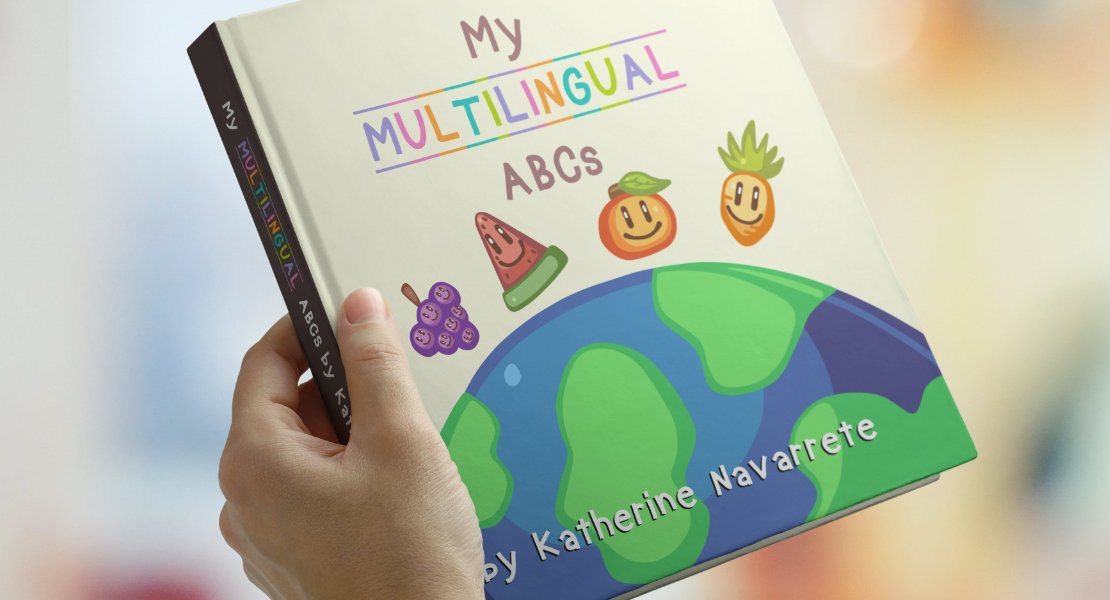 My
MULTILINGUAL
ABCs
by Katherine Navarrete
My MULTILINGUAL ABCs by